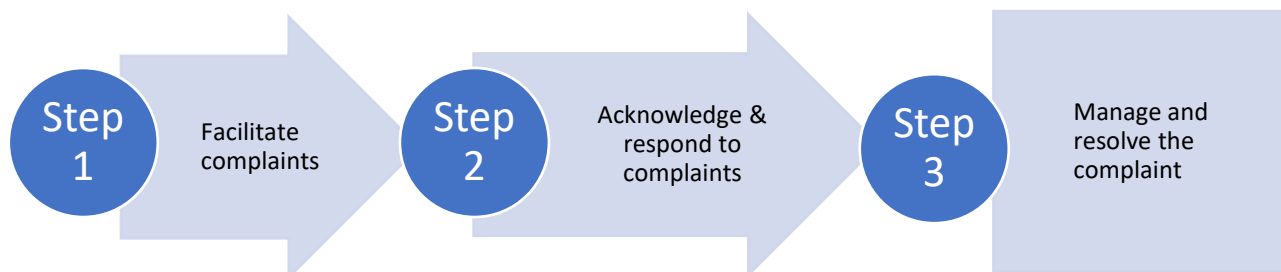 Step
1
Facilitate
complaints
Step
2
Acknowledge &
respond to
complaints
Step
3
Manage and
resolve the
complaint